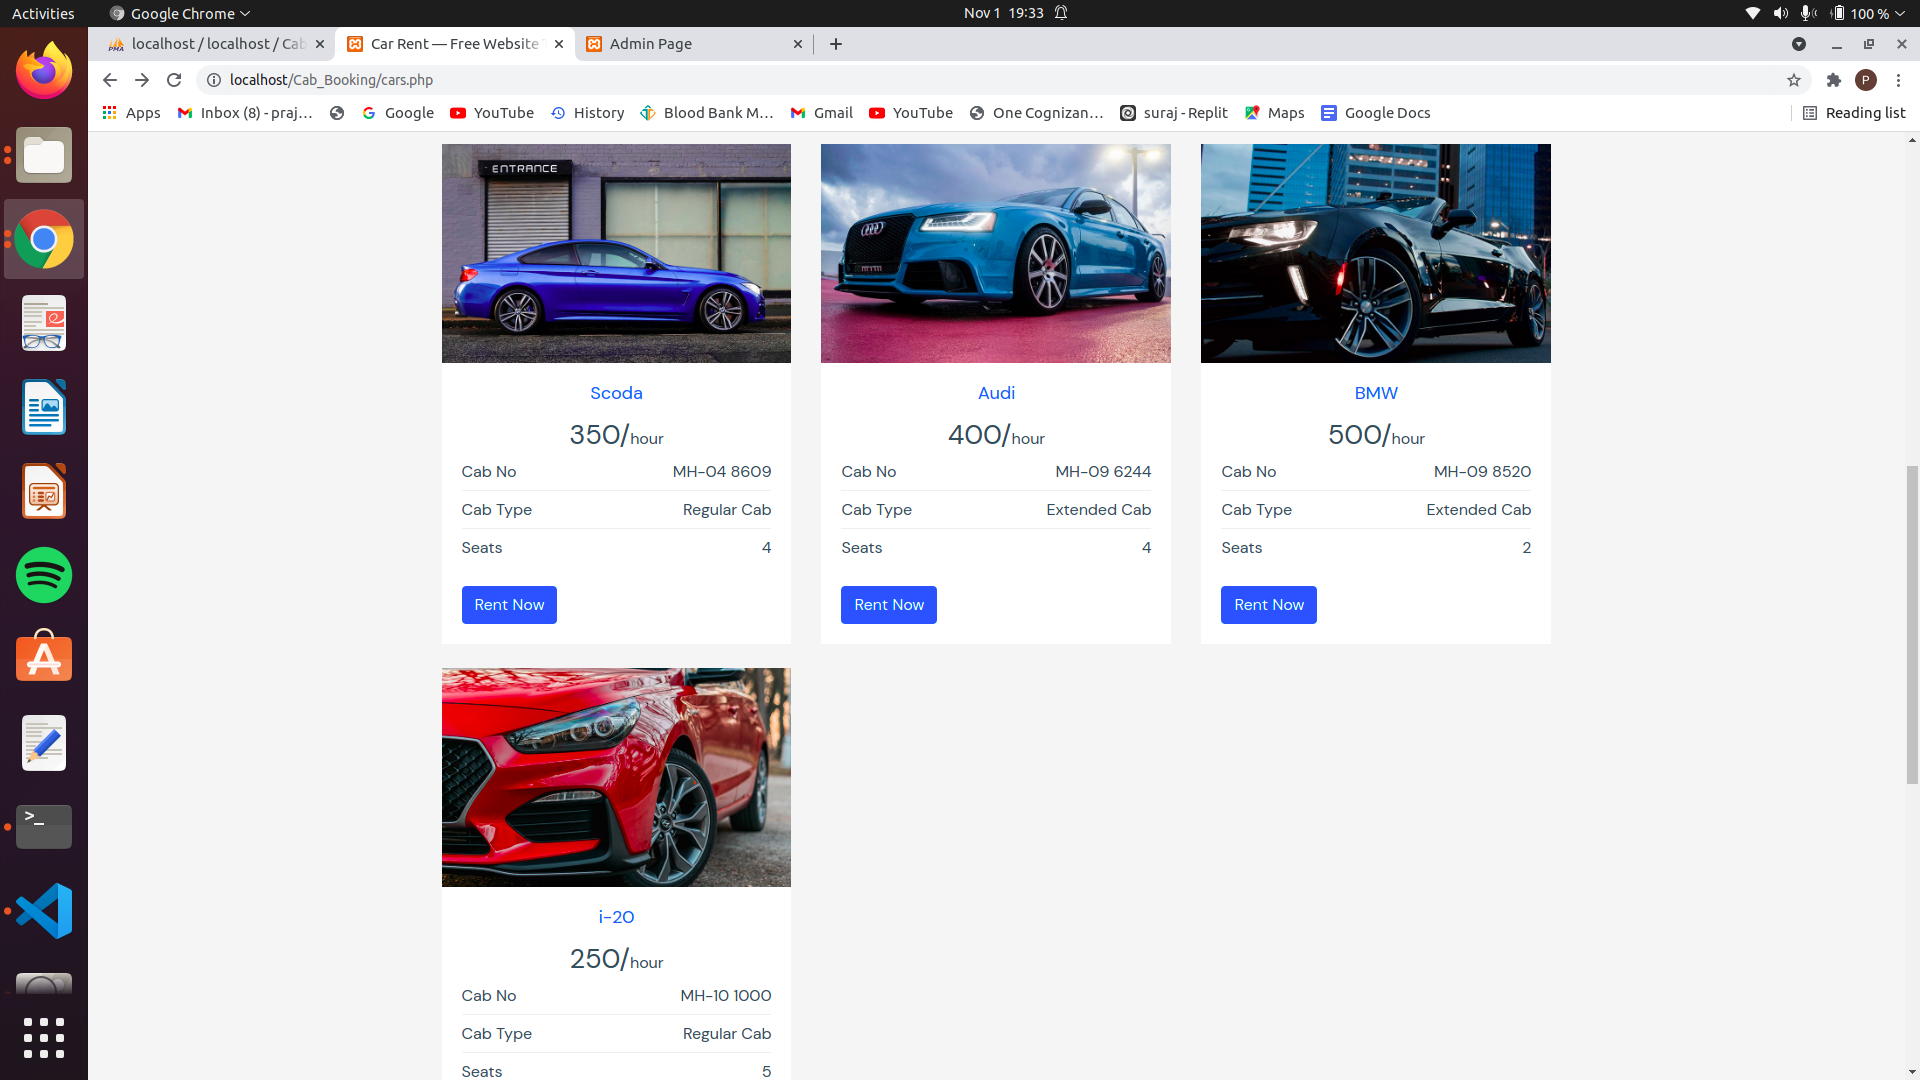 Activities
Google Chrome
Nov 1 19:33
100 %
localhost / localhost / Cab
Car Rent — Free Website
Admin Page
localhost/Cab_Booking/cars.php
P
Apps
Inbox (8) - praj...
Google
YouTube
History
Blood Bank M...
Gmail
YouTube
One Cognizan...
suraj - Replit
Maps
Google Docs
Reading list
ENTRANCE
Scoda
350/hour
Cab No MH-04 8609
Cab Type Regular Cab
Seats 4
Rent Now
Audi
400/hour
Cab No MH-09 6244
Cab Type Extended Cab
Seats 4
Rent Now
BMW
500/hour
Cab No MH-09 8520
Cab Type Extended Cab
Seats 2
Rent Now
i-20
250/hour
Cab No MH-10 1000
Cab Type Regular Cab
Seats 5